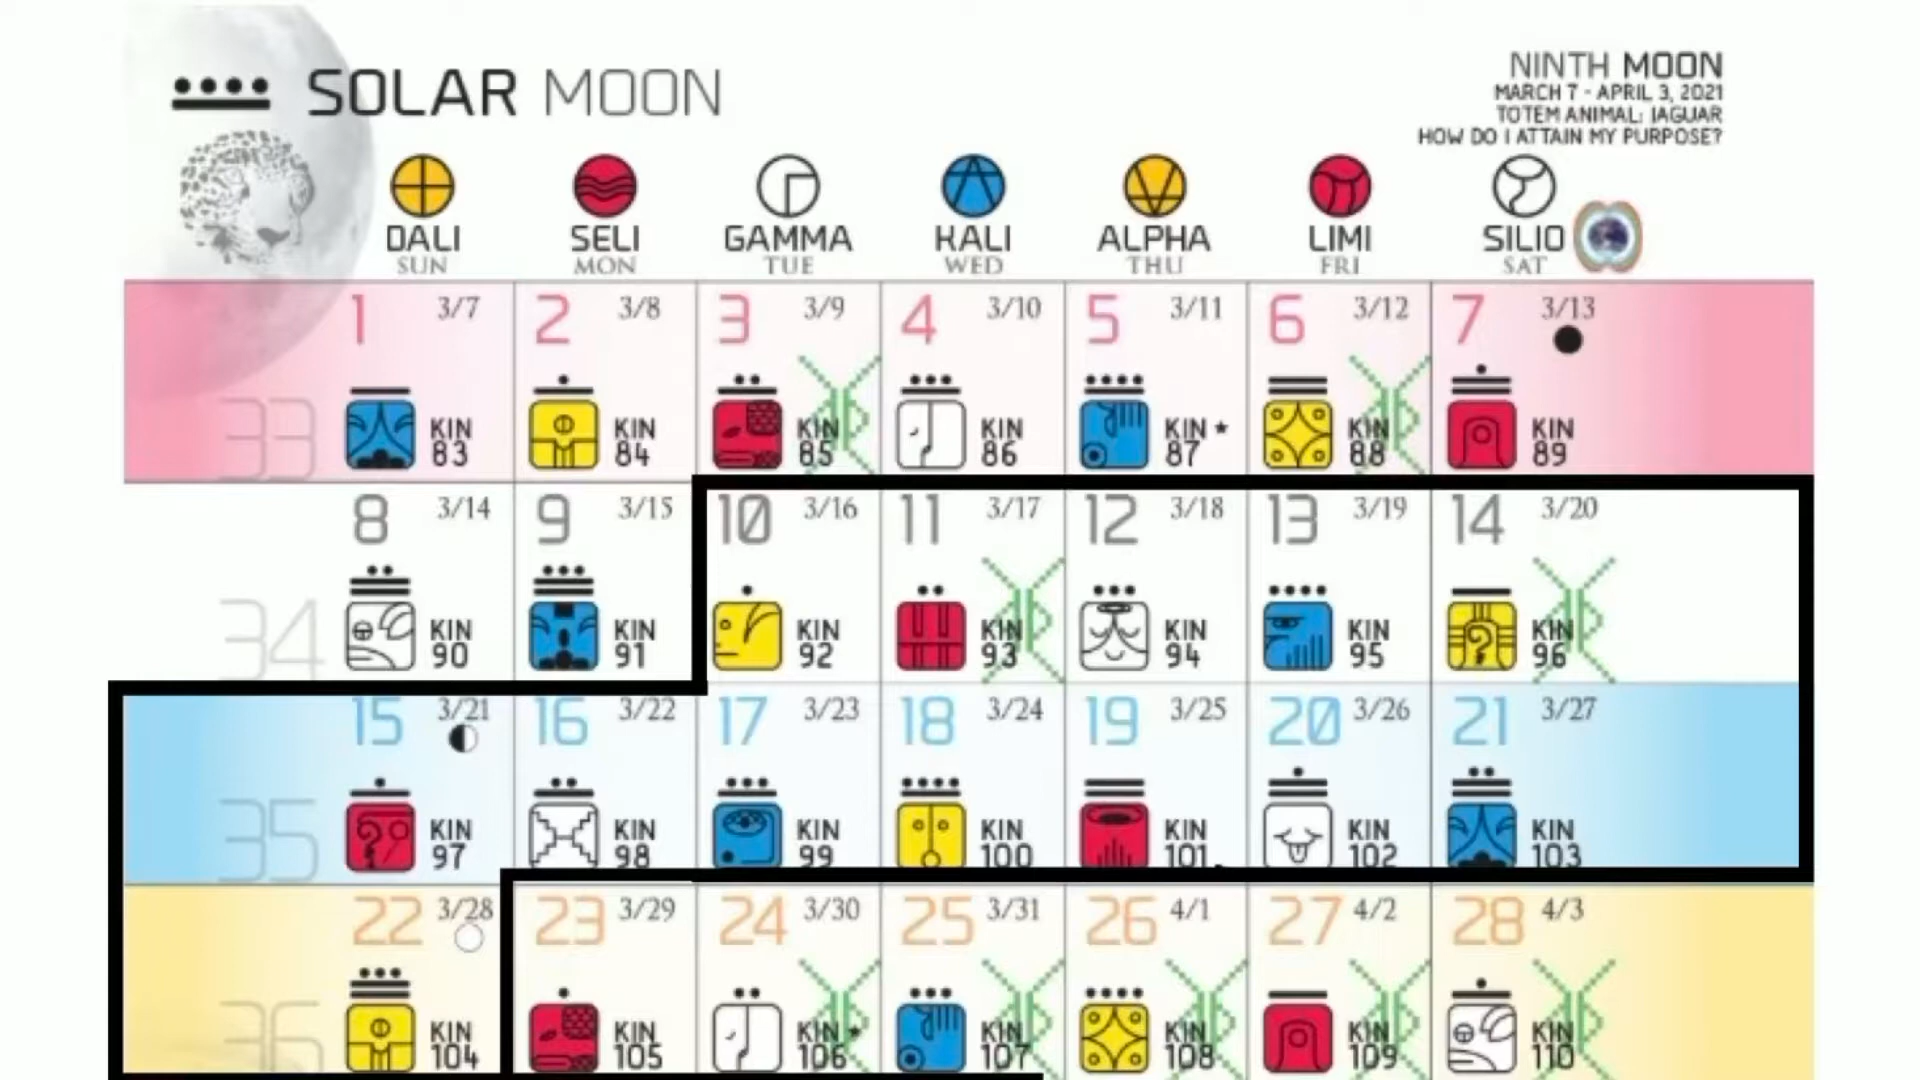 SOLAR MOON
NINTH MOON
MARCH 7 - APRIL 3, 2021
TOTEM ANIMAL: JAGUAR
HOW DO I ATTAIN MY PURPOSE?
DALI SELI GAMMA KALI ALPHA LIMI SILIO
SUN MON TUE WED THU FRI SAT
1 3/7 2 3/8 3 3/9 4 3/10 5 3/11 6 3/12 7 3/13
33 KIN KIN KIN KIN KIN * KIN KIN
83 84 85 86 87 88 89
8 3/14 9 3/15 10 3/16 11 3/17 12 3/18 13 3/19 14 3/20
34 KIN KIN KIN KIN KIN KIN KIN
90 91 92 93 94 95 96
15 3/21 16 3/22 17 3/23 18 3/24 19 3/25 20 3/26 21 3/27
35 KIN KIN KIN KIN KIN KIN KIN
97 98 99 100 101 102 103
22 3/28 23 3/29 24 3/30 25 3/31 26 4/1 27 4/2 28 4/3
36 KIN KIN KIN * KIN KIN KIN KIN
104 105 106 107 108 109 110